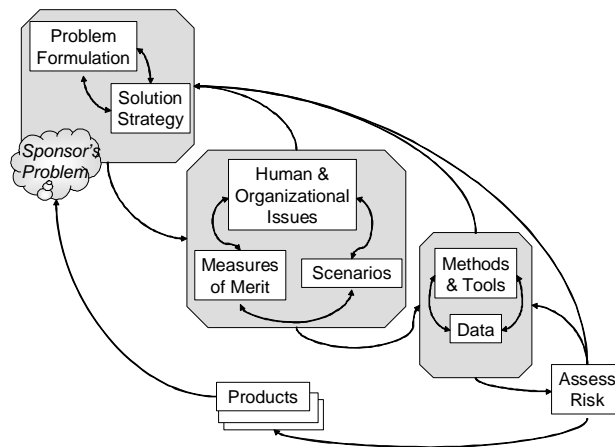 Problem
Formulation
Solution
Strategy
Sponsor's
Problem
Human &
Organizational
Issues
Measures
of Merit
Scenarios
Methods
& Tools
Data
Products
Assess
Risk